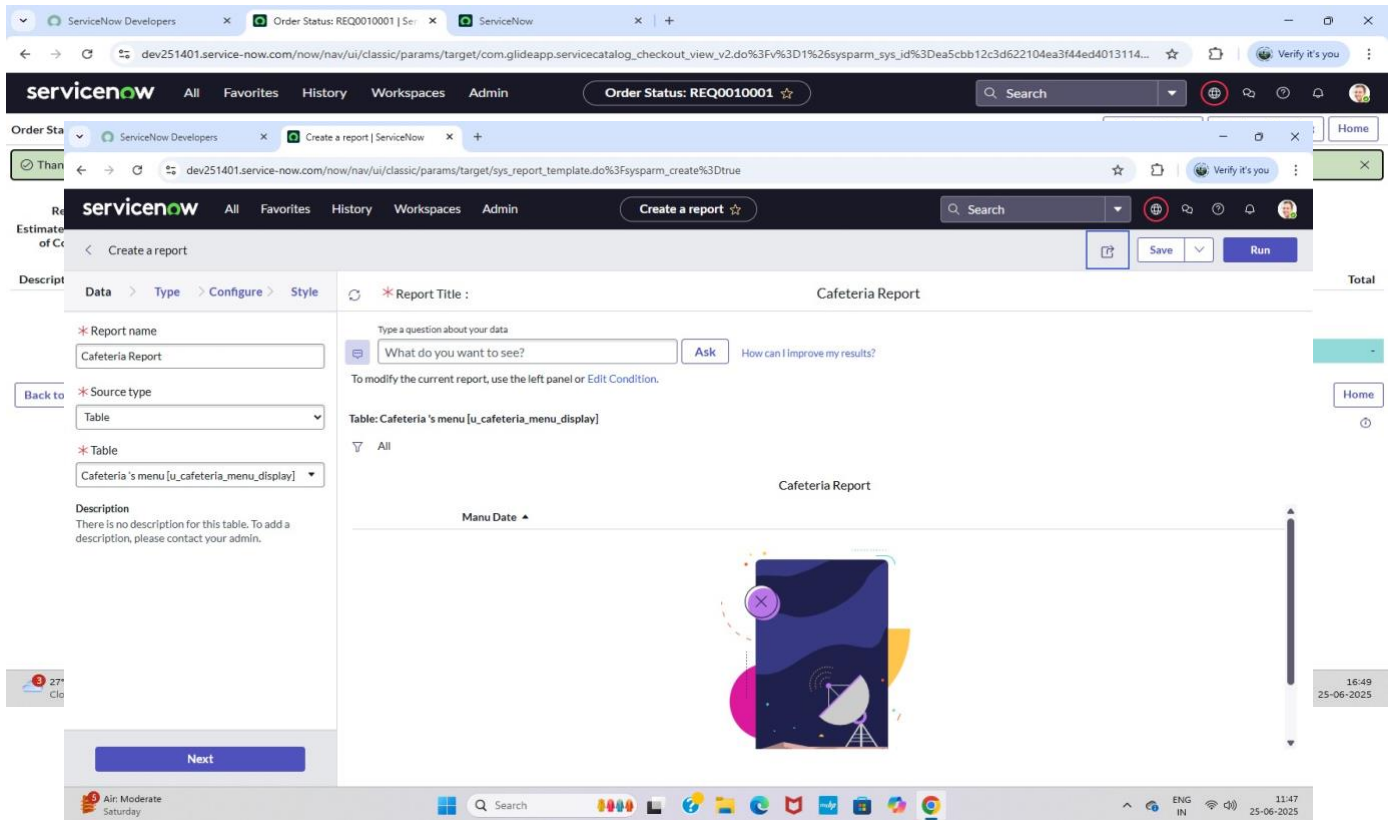 ServiceNow Developers
Order Status: REQ0010001 | Ser
ServiceNow
dev251401.service-now.com/now/nav/ui/classic/params/target/com.glideapp.servicecatalog_checkout_view_v2.do%3Fv%3D1%26sysparm_sys_id%3Dea5cbb12c3d622104ea3f44ed4013114...
Verify it's you
servicenow All Favorites History Workspaces Admin Order Status: REQ0010001 Search
Order Sta
Home
Than
Re
Estimate
of Co
Descript
Total
-
Back to
Home
3
27°
Clo
16:49
25-06-2025
ServiceNow Developers
Create a report | ServiceNow
dev251401.service-now.com/now/nav/ui/classic/params/target/sys_report_template.do%3Fsysparm_create%3Dtrue
Verify it's you
servicenow All Favorites History Workspaces Admin Create a report Search
Create a report
Save
Run
Data > Type > Configure > Style
* Report Title : Cafeteria Report
* Report name
Cafeteria Report
* Source type
Table
* Table
Cafeteria 's menu [u_cafeteria_menu_display]
Description
There is no description for this table. To add a
description, please contact your admin.
Next
Type a question about your data
What do you want to see?
Ask
How can I improve my results?
To modify the current report, use the left panel or Edit Condition.
Table: Cafeteria 's menu [u_cafeteria_menu_display]
All
Cafeteria Report
Manu Date
5
Air: Moderate
Saturday
Search
ENG
IN
11:47
25-06-2025